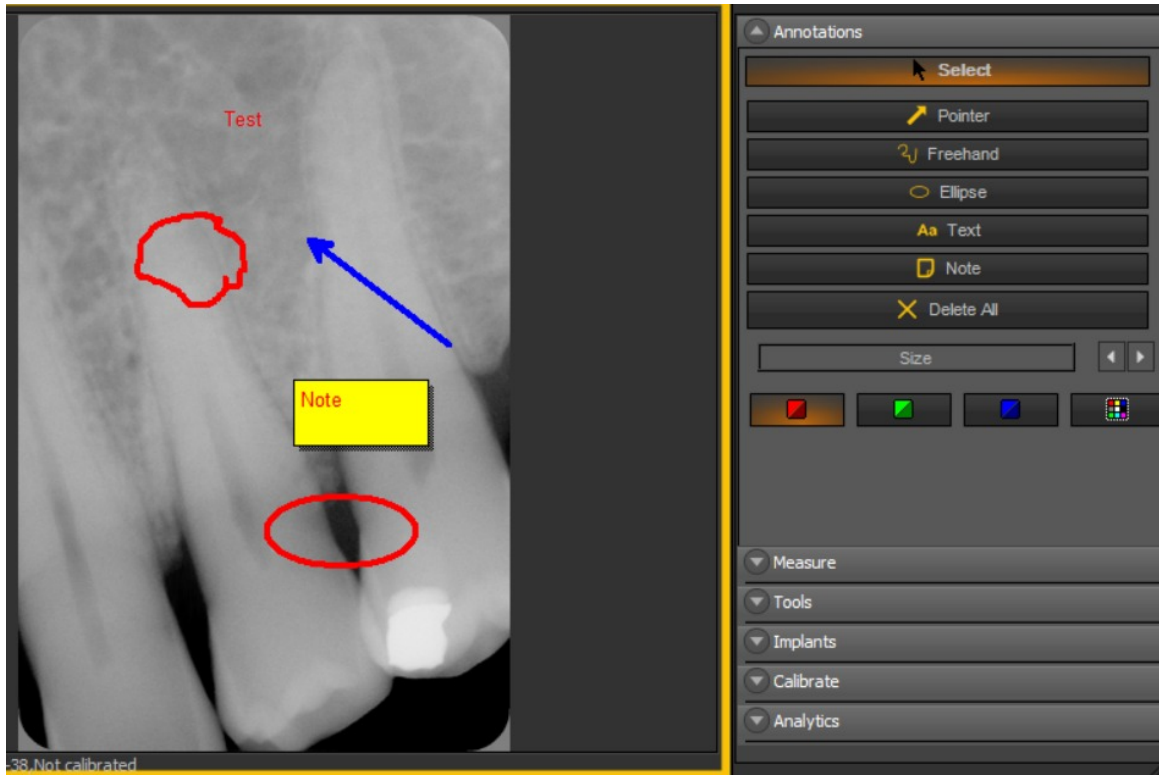 Test
Note
-38,Not calibrated
Annotations
Select
Pointer
Freehand
Ellipse
Aa Text
Note
Delete All
Size
Measure
Tools
Implants
Calibrate
Analytics